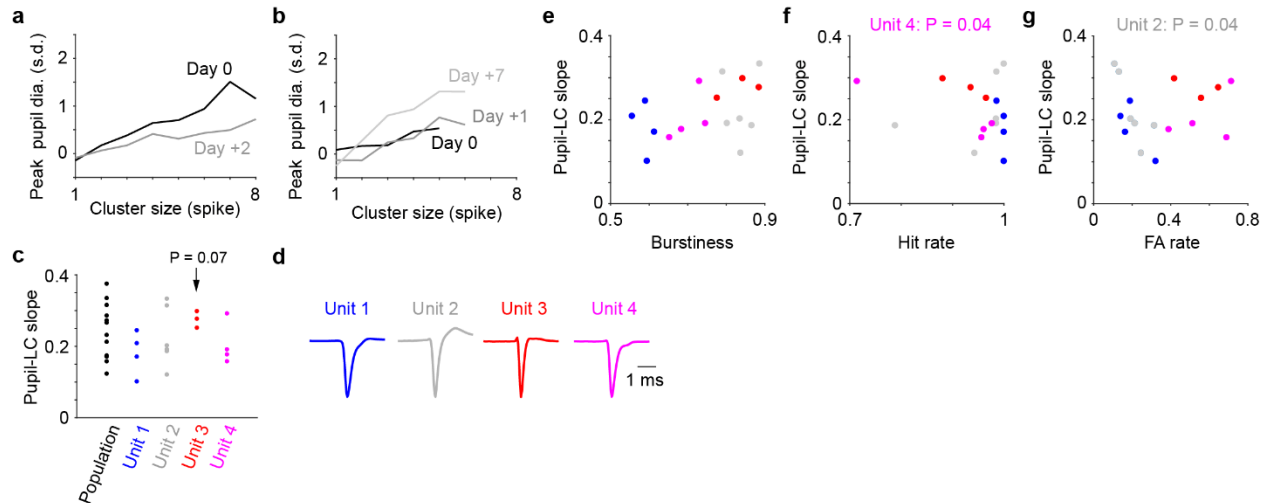 a
Peak pupil dia. (s.d.)
2
1
0
Day 0
Day +2
1
8
Cluster size (spike)
b
Peak pupil dia. (s.d.)
2
1
0
Day +7
Day +1
Day 0
1
8
Cluster size (spike)
c
P = 0.07
Pupil-LC slope
0.4
0.2
0
Population
Unit 1
Unit 2
Unit 3
Unit 4
d
Unit 1
Unit 2
Unit 3
Unit 4
1 ms
e
Pupil-LC slope
0.4
0.2
0
0.5
0.9
Burstiness
f
Unit 4: P = 0.04
Pupil-LC slope
0.4
0.2
0
0.7
1
Hit rate
g
Unit 2: P = 0.04
Pupil-LC slope
0.4
0.2
0
0
0.4
0.8
FA rate